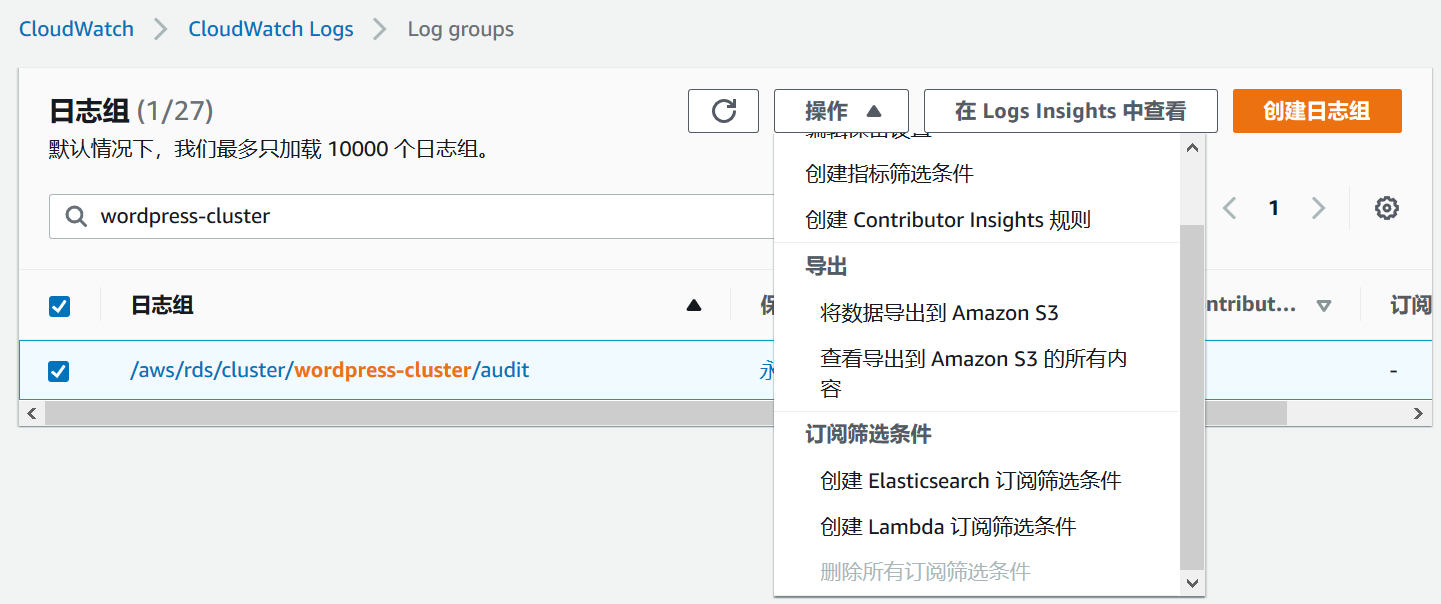 CloudWatch
CloudWatch Logs
Log groups
日志组 (1/27)
默认情况下，我们最多只加载 10000 个日志组。
操作
在 Logs Insights 中查看
创建日志组
wordpress-cluster
1
编辑保留设置
创建指标筛选条件
创建 Contributor Insights 规则
导出
将数据导出到 Amazon S3
查看导出到 Amazon S3 的所有内
容
订阅筛选条件
创建 Elasticsearch 订阅筛选条件
创建 Lambda 订阅筛选条件
删除所有订阅筛选条件
日志组
保
ntribut...
订阅
/aws/rds/cluster/wordpress-cluster/audit
永
-